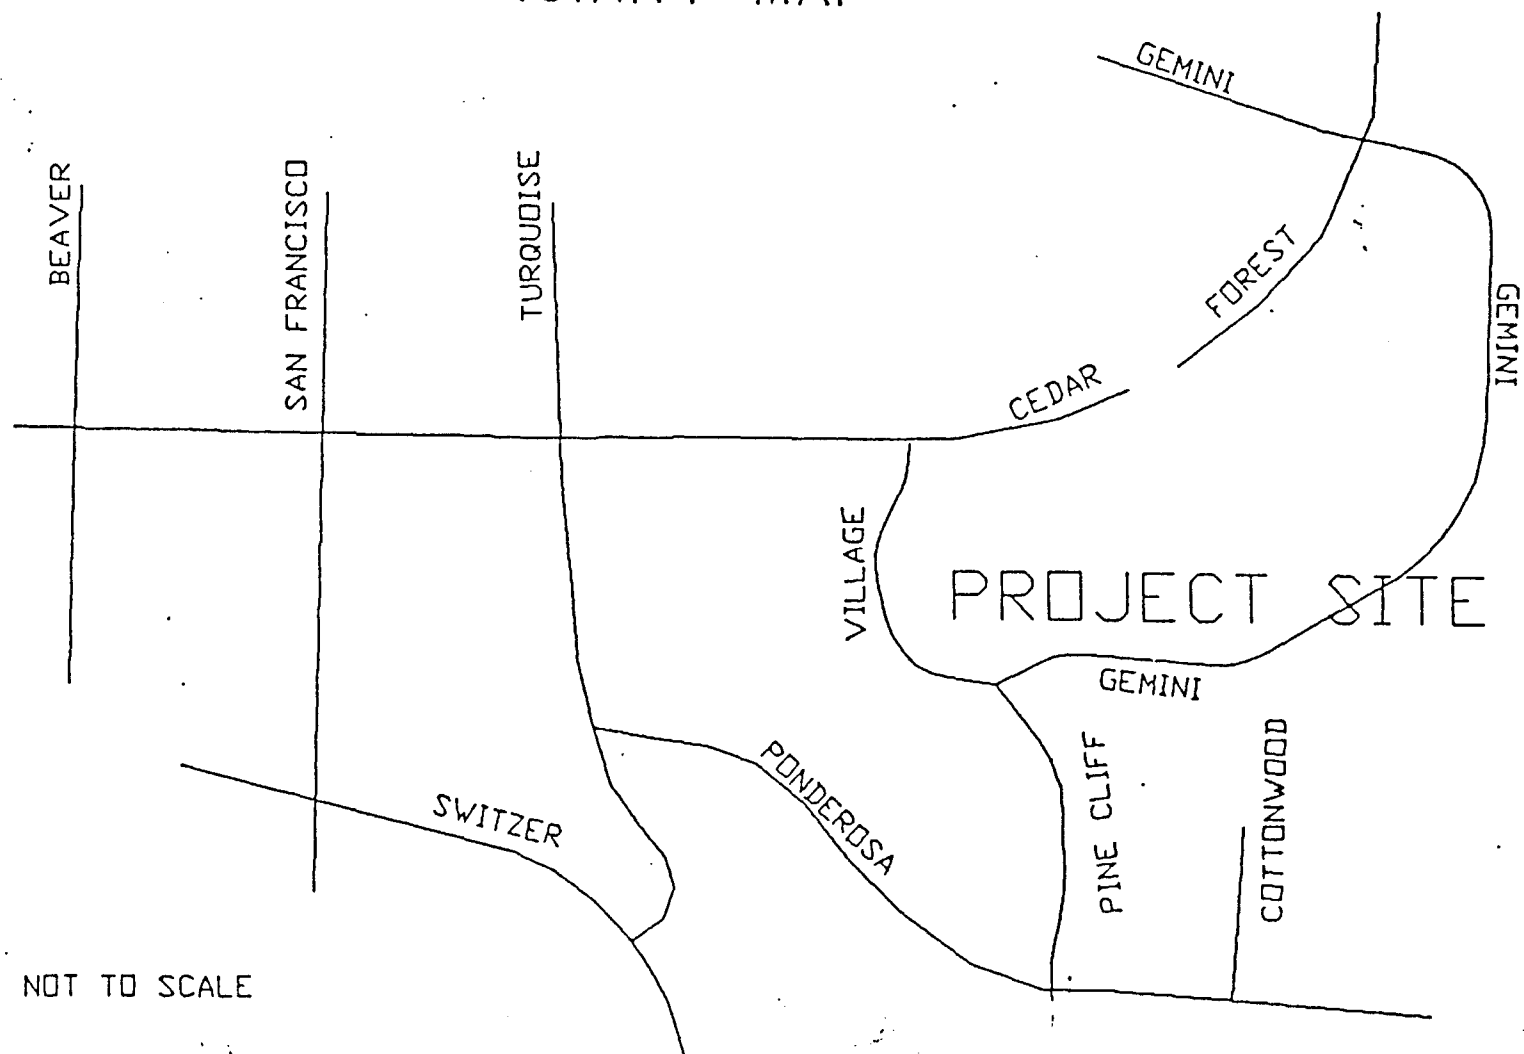 GEMINI
BEAVER
SAN FRANCISCO
TURQUOISE
FOREST
GEMINI
CEDAR
VILLAGE
PROJECT SITE
GEMINI
PONDEROSA
PINE CLIFF
COTTONWOOD
SWITZER
NOT TO SCALE